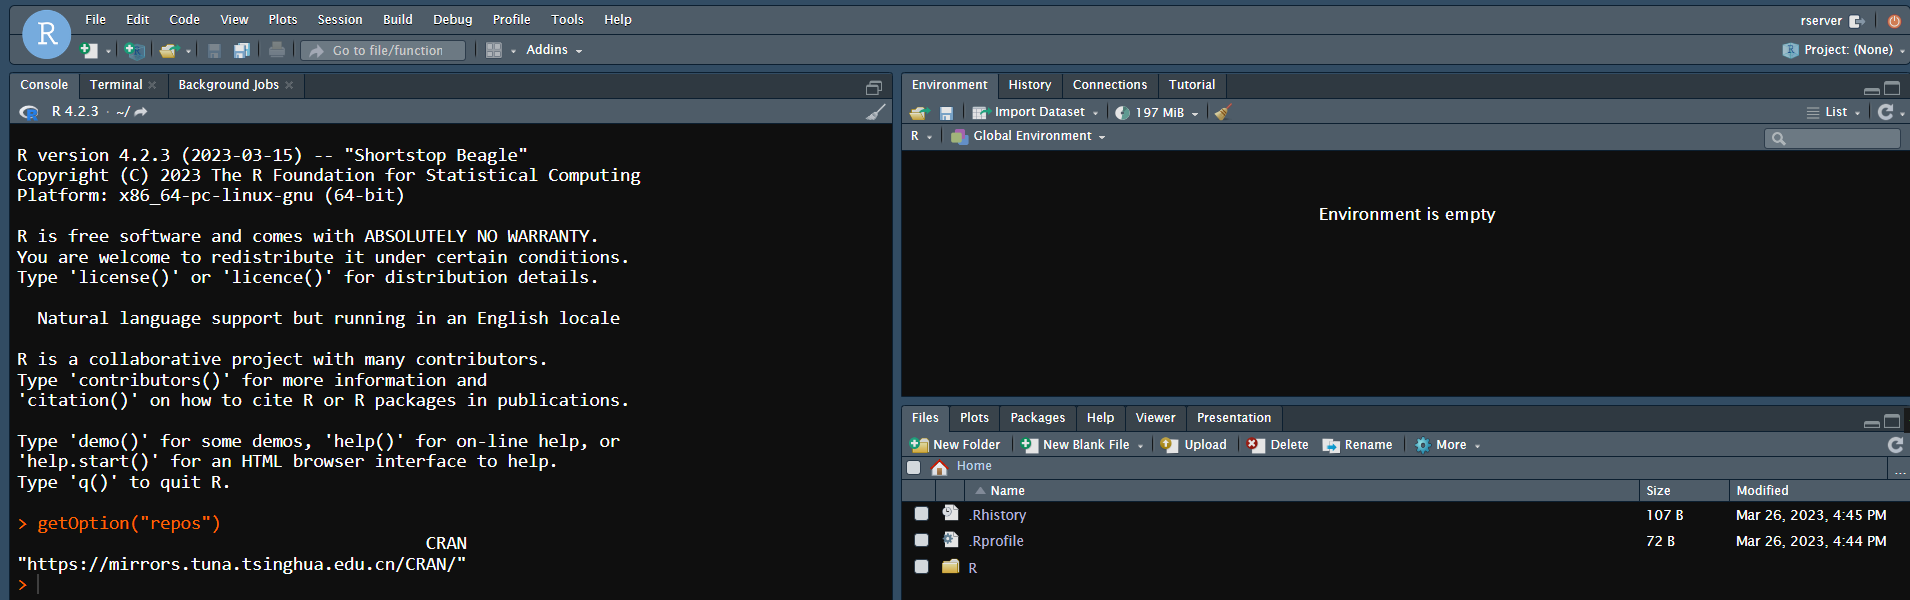 R
File Edit Code View Plots Session Build Debug Profile Tools Help
rserver
Go to file/function
Addins
R Project: (None)
Console Terminal Background Jobs
R 4.2.3 · ~/
R version 4.2.3 (2023-03-15) -- "Shortstop Beagle"
Copyright (C) 2023 The R Foundation for Statistical Computing
Platform: x86_64-pc-linux-gnu (64-bit)
R is free software and comes with ABSOLUTELY NO WARRANTY.
You are welcome to redistribute it under certain conditions.
Type 'license()' or 'licence()' for distribution details.
Natural language support but running in an English locale
R is a collaborative project with many contributors.
Type 'contributors()' for more information and
'citation()' on how to cite R or R packages in publications.
Type 'demo()' for some demos, 'help()' for on-line help, or
'help.start()' for an HTML browser interface to help.
Type 'q()' to quit R.
> getOption("repos")
CRAN
"https://mirrors.tuna.tsinghua.edu.cn/CRAN/"
>
Environment History Connections Tutorial
Import Dataset 197 MiB List
R Global Environment
Environment is empty
Files Plots Packages Help Viewer Presentation
New Folder New Blank File Upload Delete Rename More
Home ...
Name Size Modified
.Rhistory 107 B Mar 26, 2023, 4:45 PM
.Rprofile 72 B Mar 26, 2023, 4:44 PM
R